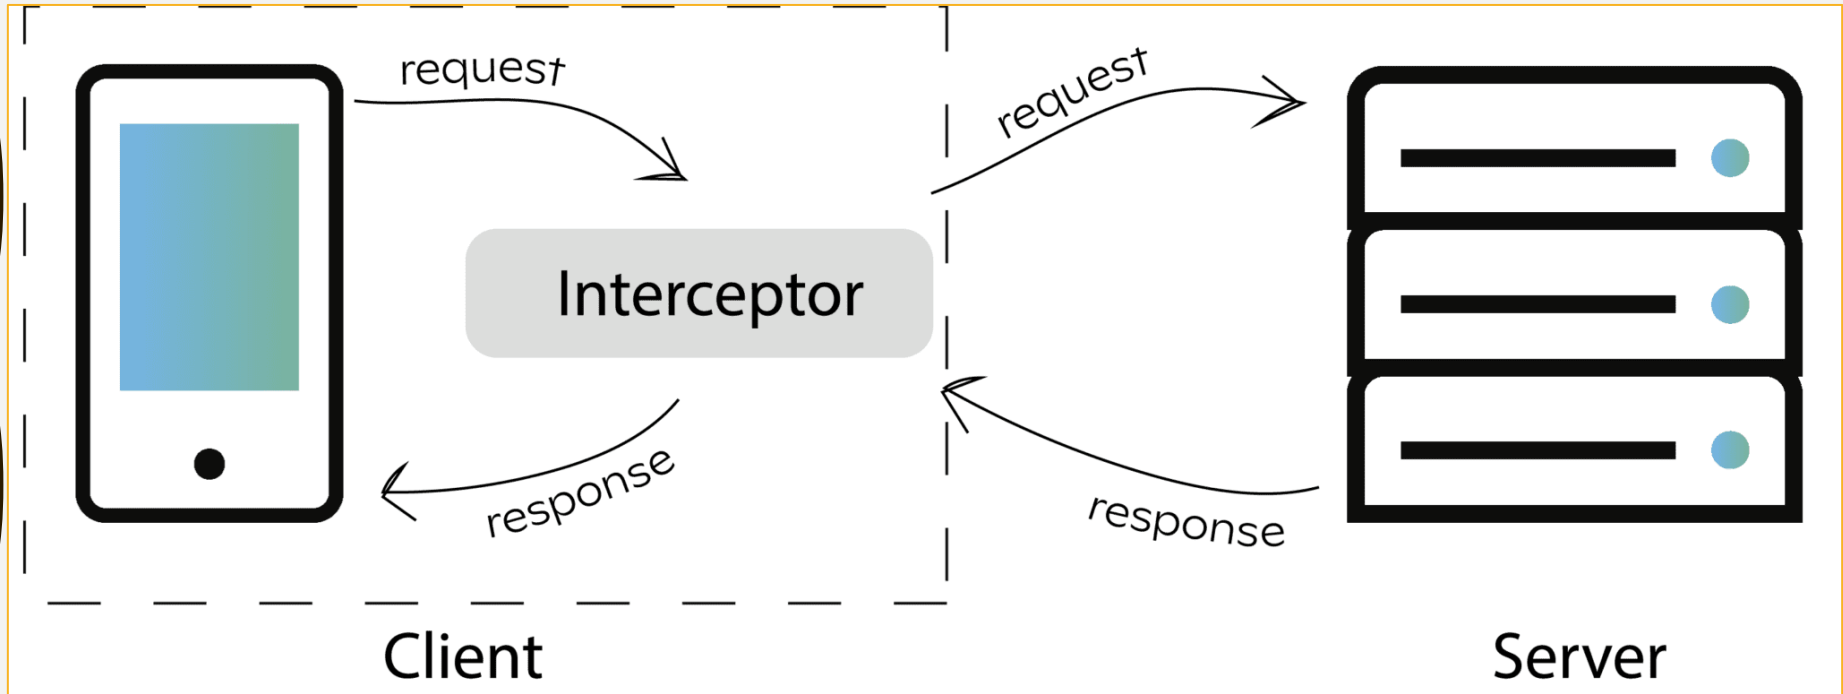 request
request
Interceptor
response
response
Client
Server